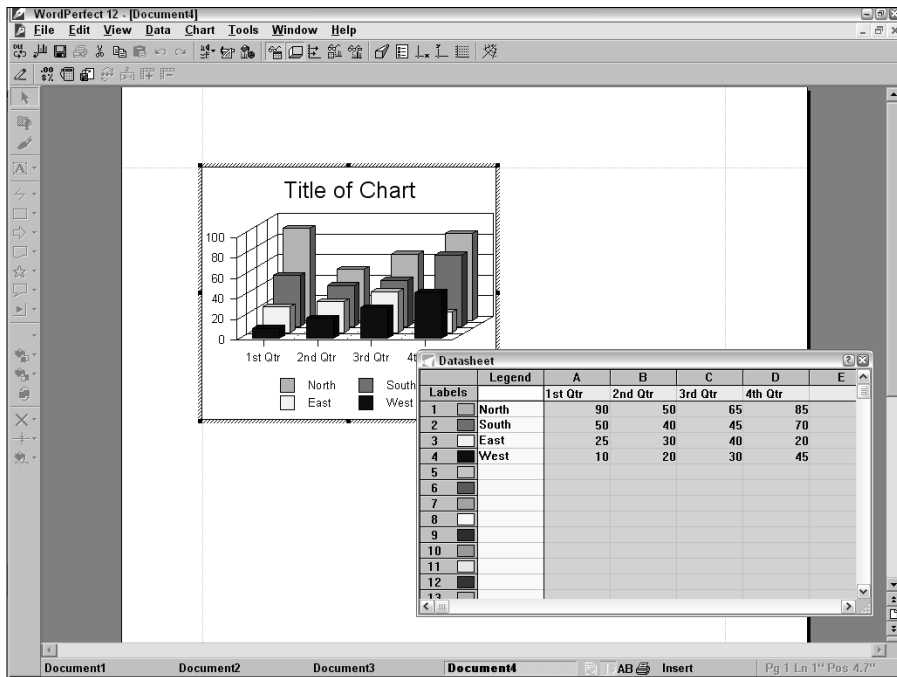 WordPerfect 12 - [Document4]
File Edit View Data Chart Tools Window Help
Title of Chart
100
80
60
40
20
0
1st Qtr 2nd Qtr 3rd Qtr
North South
East West
Datasheet
Legend A B C D E
Labels 1st Qtr 2nd Qtr 3rd Qtr 4th Qtr
1 North 90 50 65 85
2 South 50 40 45 70
3 East 25 30 40 20
4 West 10 20 30 45
5
6
7
8
9
10
11
12
13
Document1 Document2 Document3 Document4 AB Insert Pg 1 Ln 1" Pos 4.7"